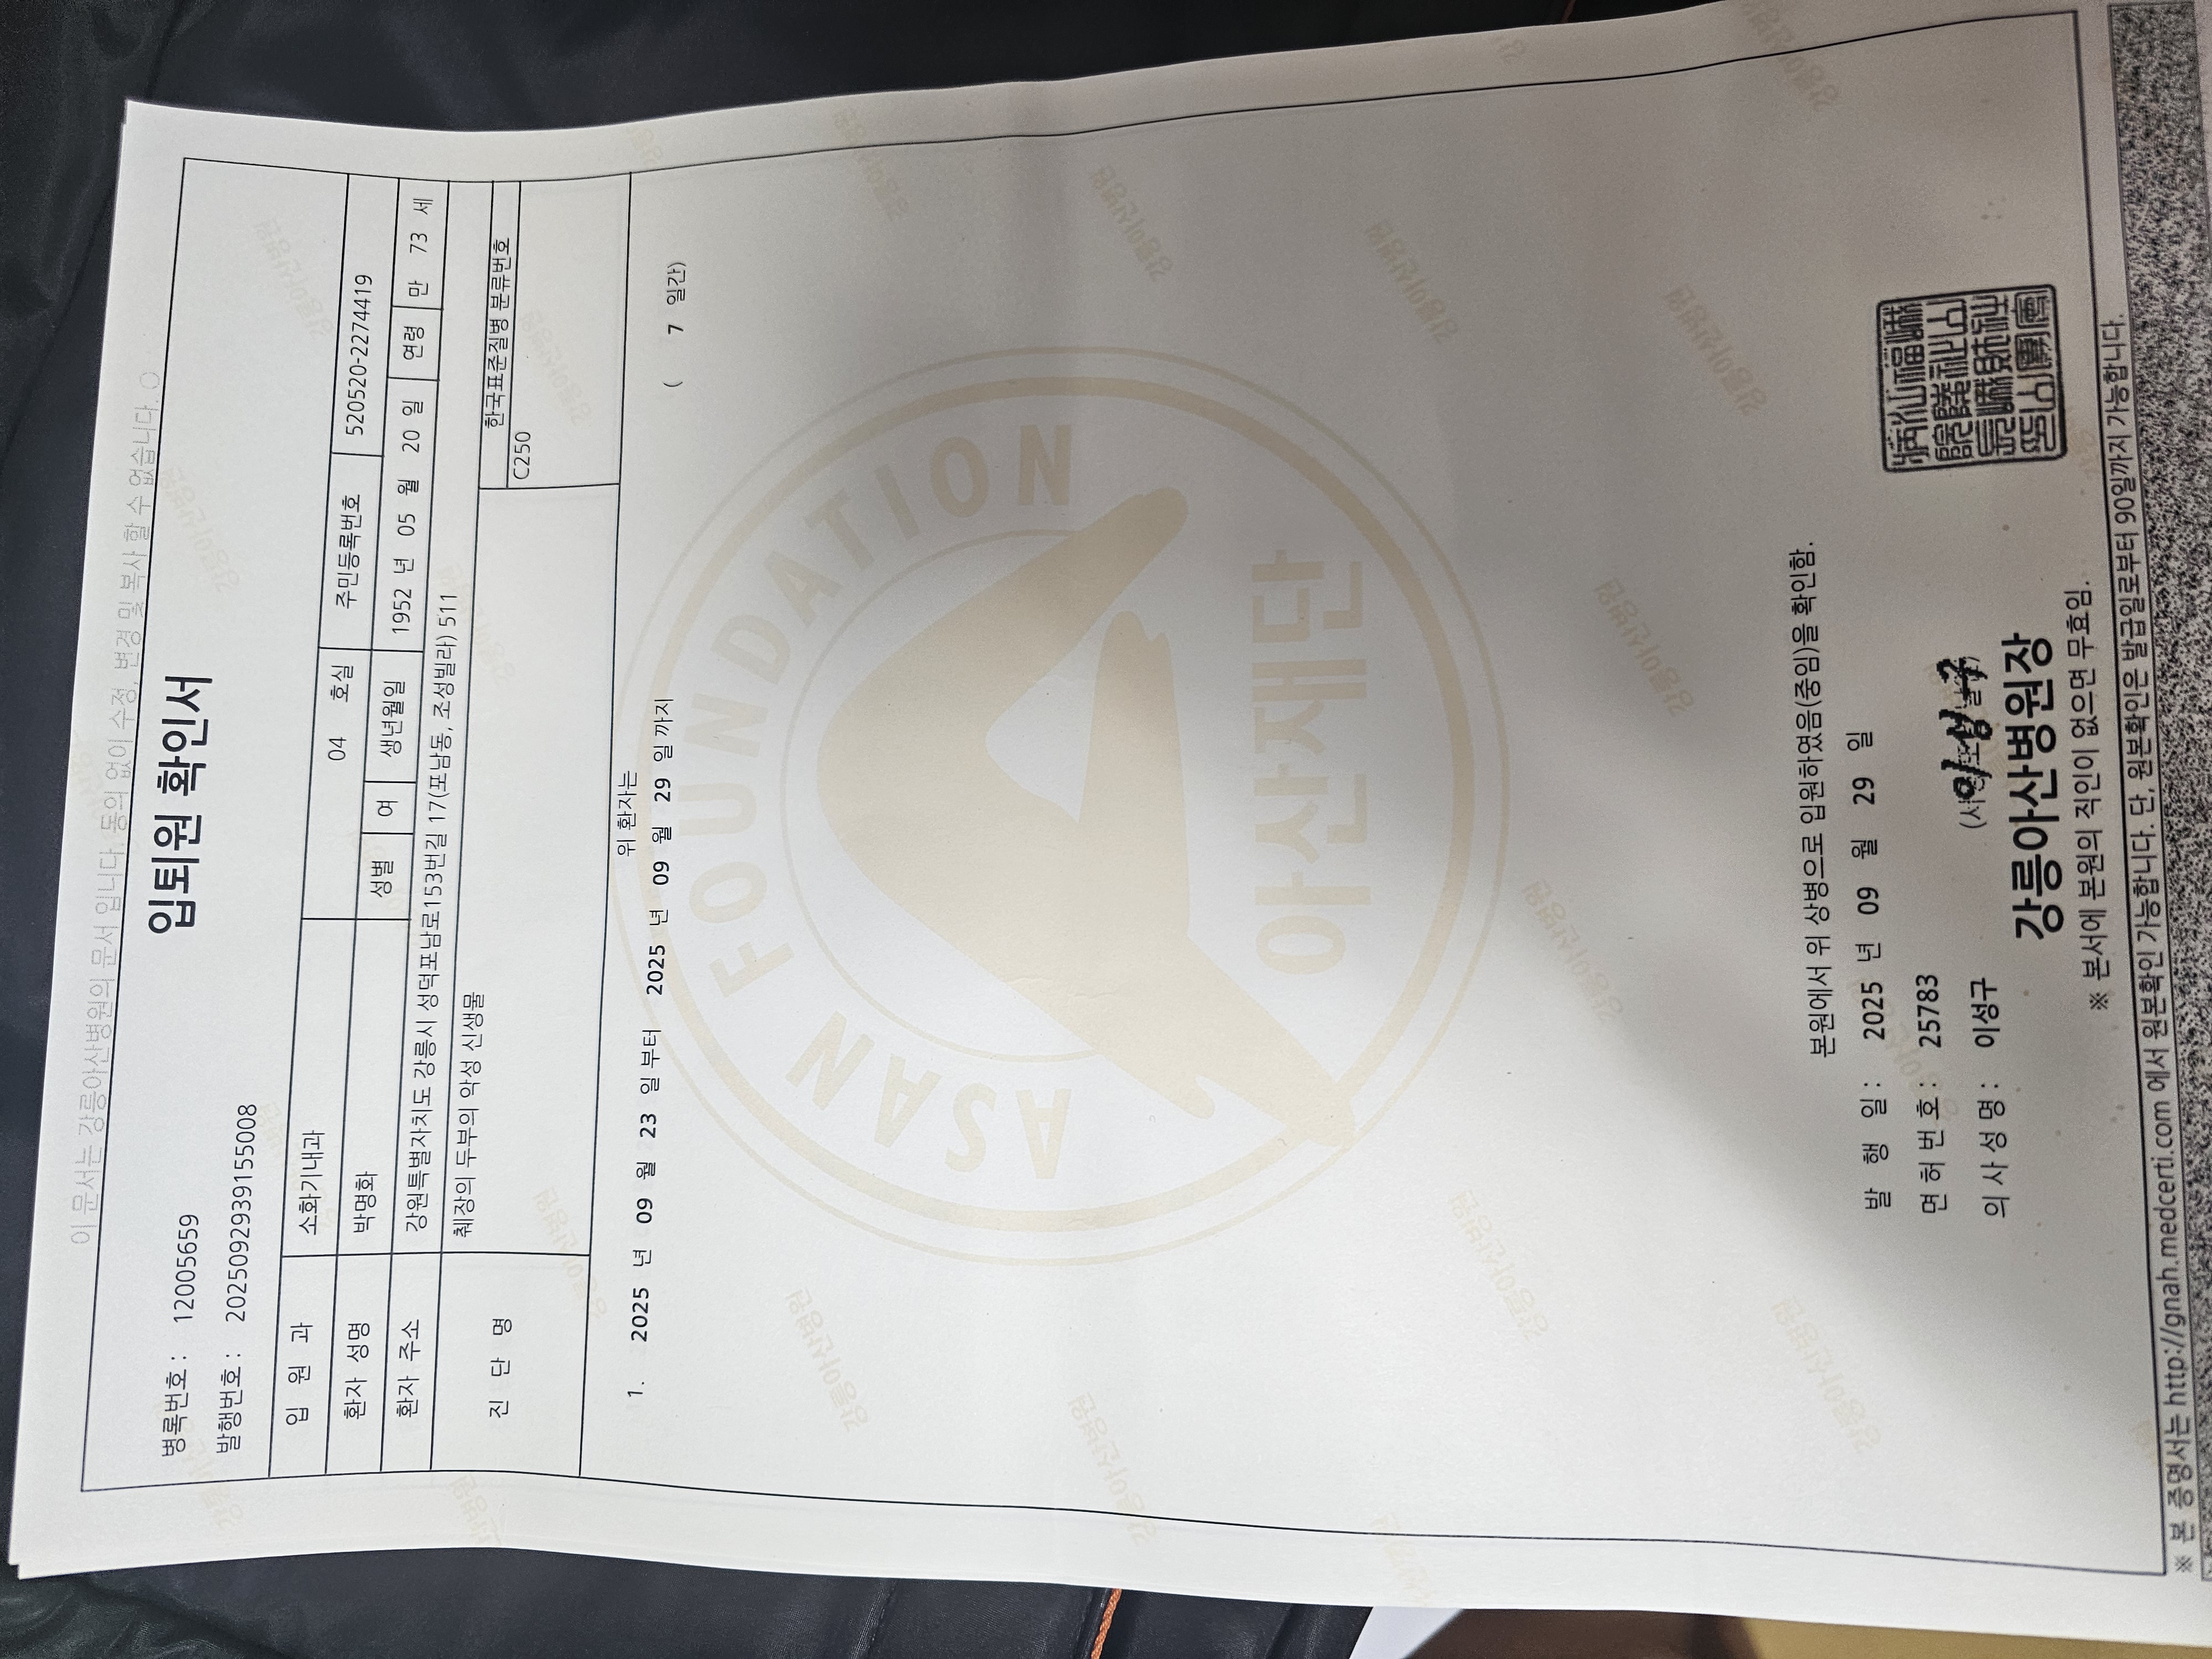 이 문서는 강릉아산병원의 문서 입니다. 동의 없이 수정, 변경 및 복사 할 수 없습니다.
입퇴원 확인서
병록번호 : 12005659
발행번호 : 2025092939155008
입 원 과 소화기내과 04 호실 주민등록번호 520520-2274419
환자 성명 박명화 성별 여 생년월일 1952 년 05 월 20 일 연령 만 73 세
환자 주소 강원특별자치도 강릉시 성덕포남로153번길 17(포남동, 조성빌라) 511
진 단 명 췌장의 두부의 악성 신생물 한국표준질병 분류번호
C250
위 환자는
1. 2025 년 09 월 23 일 부터 2025 년 09 월 29 일 까지 ( 7 일간)
ASAN FOUNDATION
아산재단
본원에서 위 상병으로 입원하였음(중임)을 확인함.
발 행 일 : 2025 년 09 월 29 일
면 허 번 호 : 25783
의 사 성 명 : 이성구
강릉아산병원장
※ 본서에 본원의 직인이 없으면 무효임.
※ 본 증명서는 http://gnah.medcerti.com 에서 원본확인 가능합니다. 단, 원본확인은 발급일로부터 90일까지 가능합니다.